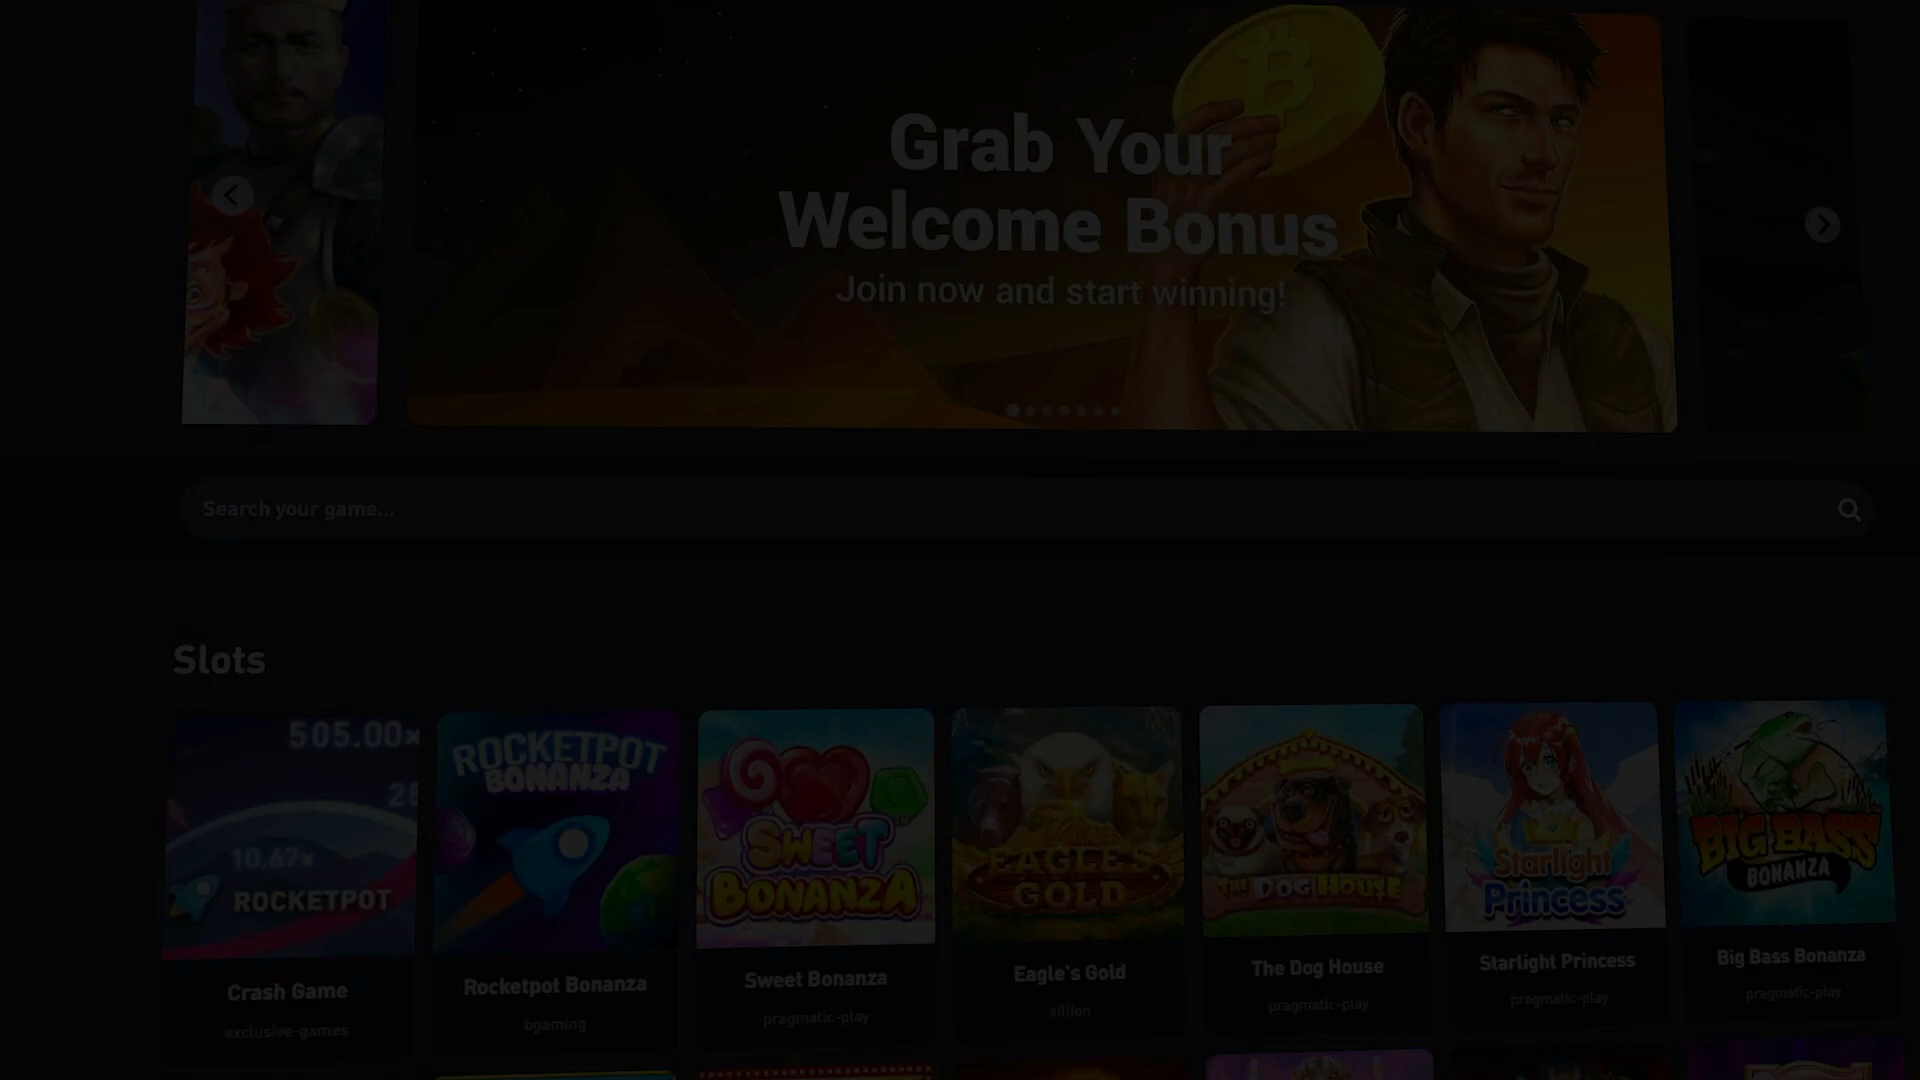 Grab Your
Welcome Bonus
Join now and start winning!
Search your game...
Slots
505.00x
25
10.67x
ROCKETPOT
ROCKETPOT
BONANZA
SWEET
BONANZA
EAGLE'S
GOLD
THE DOG HOUSE
Starlight
Princess
BIG BASS
BONANZA
Crash Game
exclusive-games
Rocketpot Bonanza
bgaming
Sweet Bonanza
pragmatic-play
Eagle's Gold
zillion
The Dog House
pragmatic-play
Starlight Princess
pragmatic-play
Big Bass Bonanza
pragmatic-play